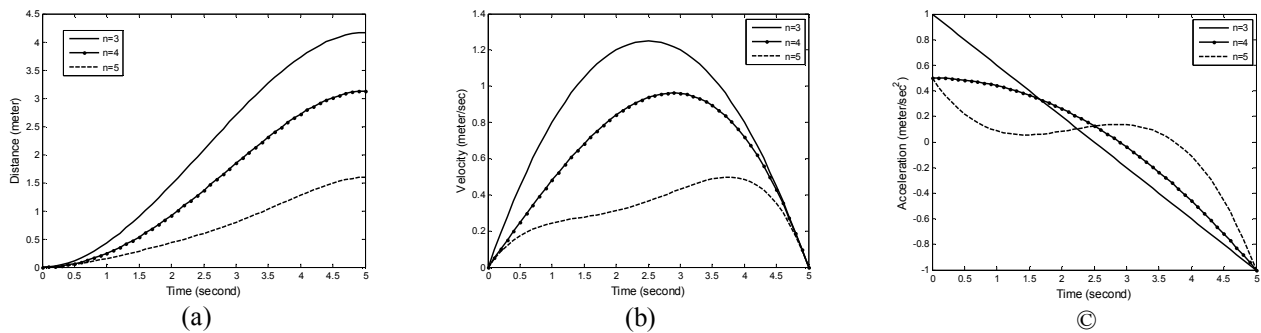 4.5
4
3.5
3
2.5
2
1.5
1
0.5
0
Distance (meter)
n=3
n=4
n=5
0 0.5 1 1.5 2 2.5 3 3.5 4 4.5 5
Time (second)
(a)
1.4
1.2
1
0.8
0.6
0.4
0.2
0
Velocity (meter/sec)
n=3
n=4
n=5
0 0.5 1 1.5 2 2.5 3 3.5 4 4.5 5
Time (second)
(b)
1
0.8
0.6
0.4
0.2
0
-0.2
-0.4
-0.6
-0.8
-1
Acceleration (meter/sec²)
n=3
n=4
n=5
0 0.5 1 1.5 2 2.5 3 3.5 4 4.5 5
Time (second)
©